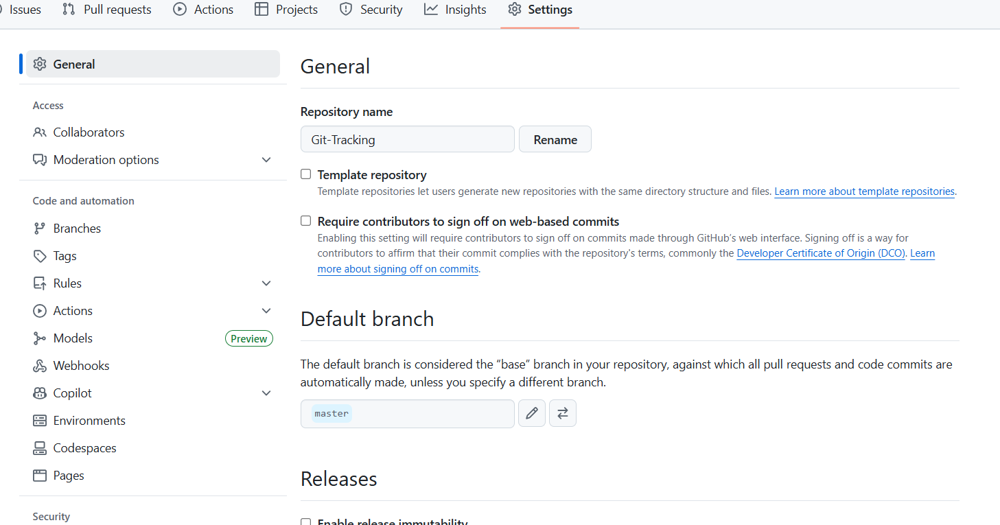 Issues Pull requests Actions Projects Security Insights Settings
General
Access
Collaborators
Moderation options
Code and automation
Branches
Tags
Rules
Actions
Models Preview
Webhooks
Copilot
Environments
Codespaces
Pages
Security
General
Repository name
Git-Tracking Rename
Template repository
Template repositories let users generate new repositories with the same directory structure and files. Learn more about template repositories.
Require contributors to sign off on web-based commits
Enabling this setting will require contributors to sign off on commits made through GitHub’s web interface. Signing off is a way for
contributors to affirm that their commit complies with the repository's terms, commonly the Developer Certificate of Origin (DCO). Learn
more about signing off on commits.
Default branch
The default branch is considered the “base” branch in your repository, against which all pull requests and code commits are
automatically made, unless you specify a different branch.
master
Releases
Enable release immutability